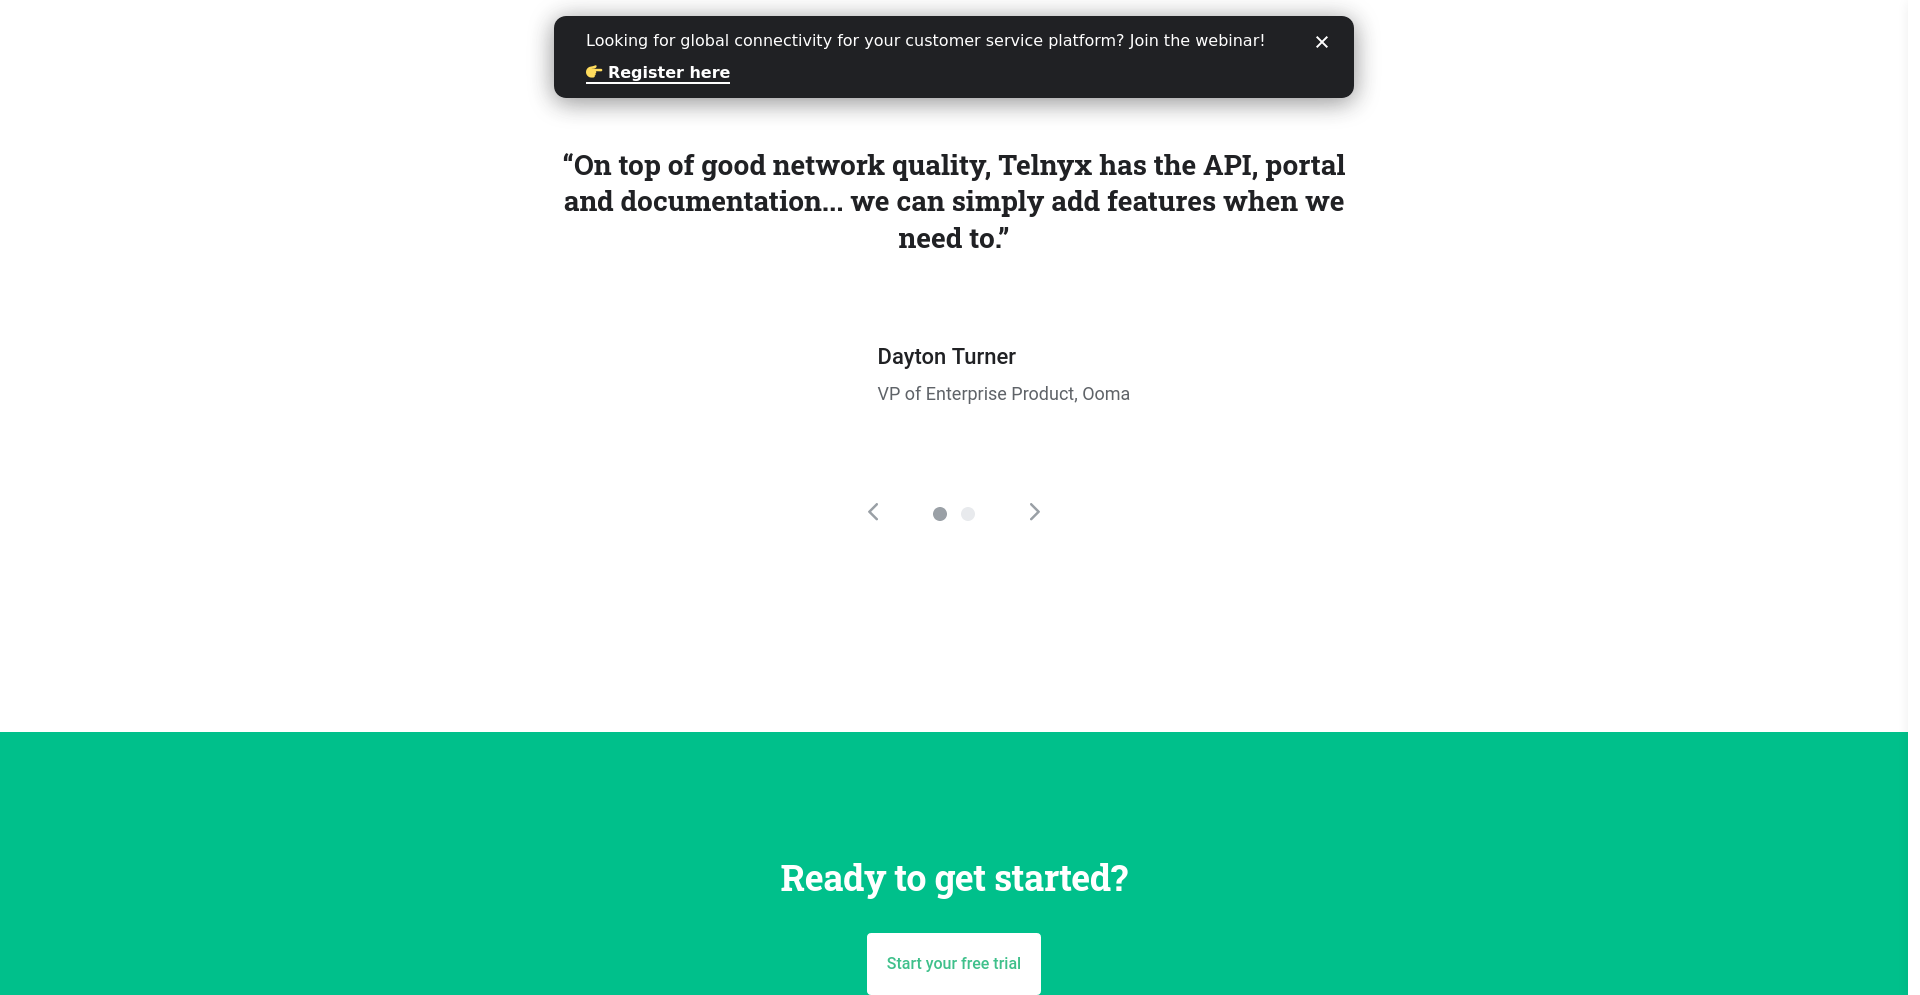 Looking for global connectivity for your customer service platform? Join the webinar!
👉 Register here
“On top of good network quality, Telnyx has the API, portal
and documentation... we can simply add features when we
need to.”
Dayton Turner
VP of Enterprise Product, Ooma
Ready to get started?
Start your free trial